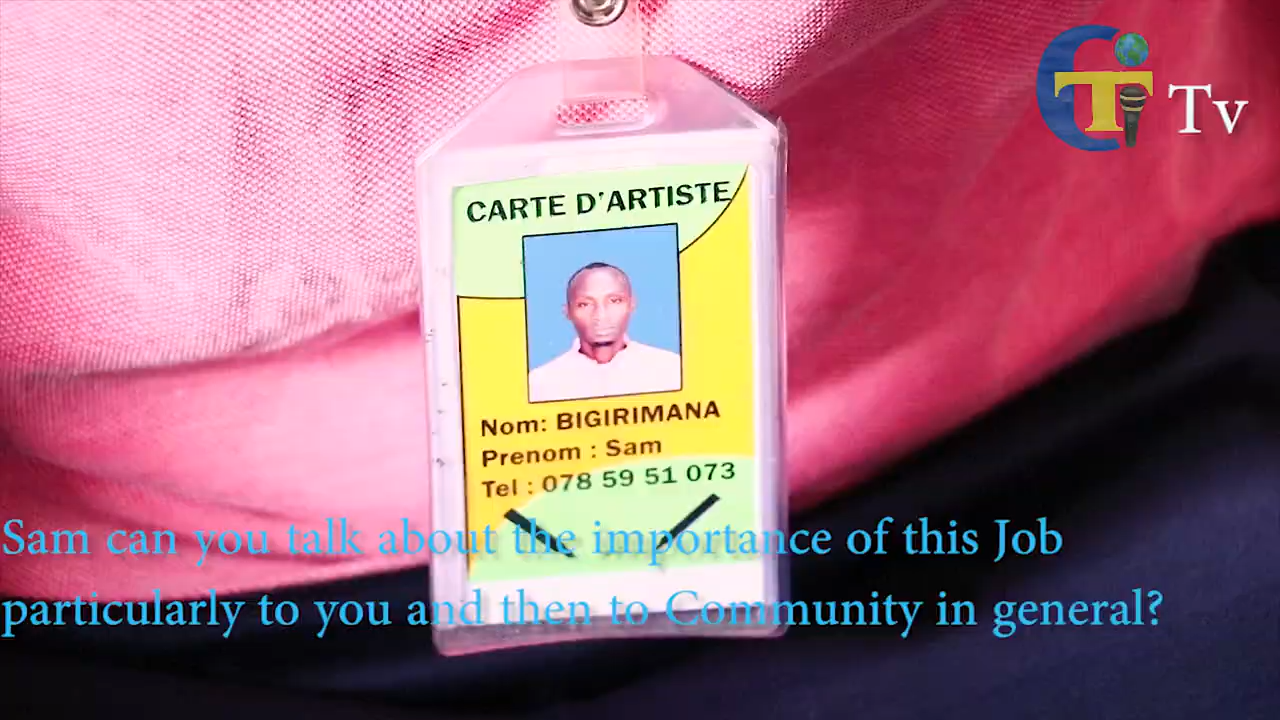 GT Tv
CARTE D'ARTISTE
Nom: BIGIRIMANA
Prenom : Sam
Tel : 078 59 51 073
Sam can you talk about the importance of this Job
particularly to you and then to Community in general?